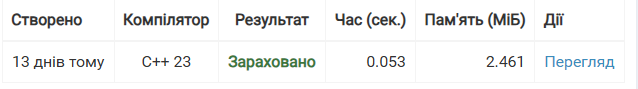 Створено Компілятор Результат Час (сек.) Пам'ять (МіБ) Дії
13 днів тому C++ 23 Зараховано 0.053 2.461 Перегляд